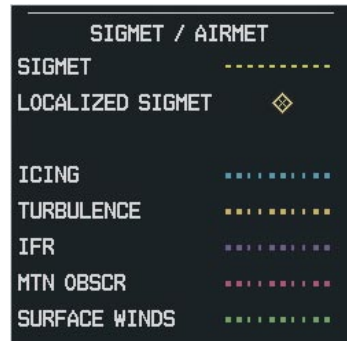 SIGMET / AIRMET
SIGMET
LOCALIZED SIGMET
ICING
TURBULENCE
IFR
MTN OBSCR
SURFACE WINDS